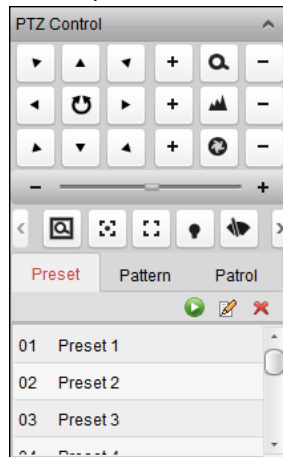 PTZ Control
Preset Pattern Patrol
01 Preset 1
02 Preset 2
03 Preset 3